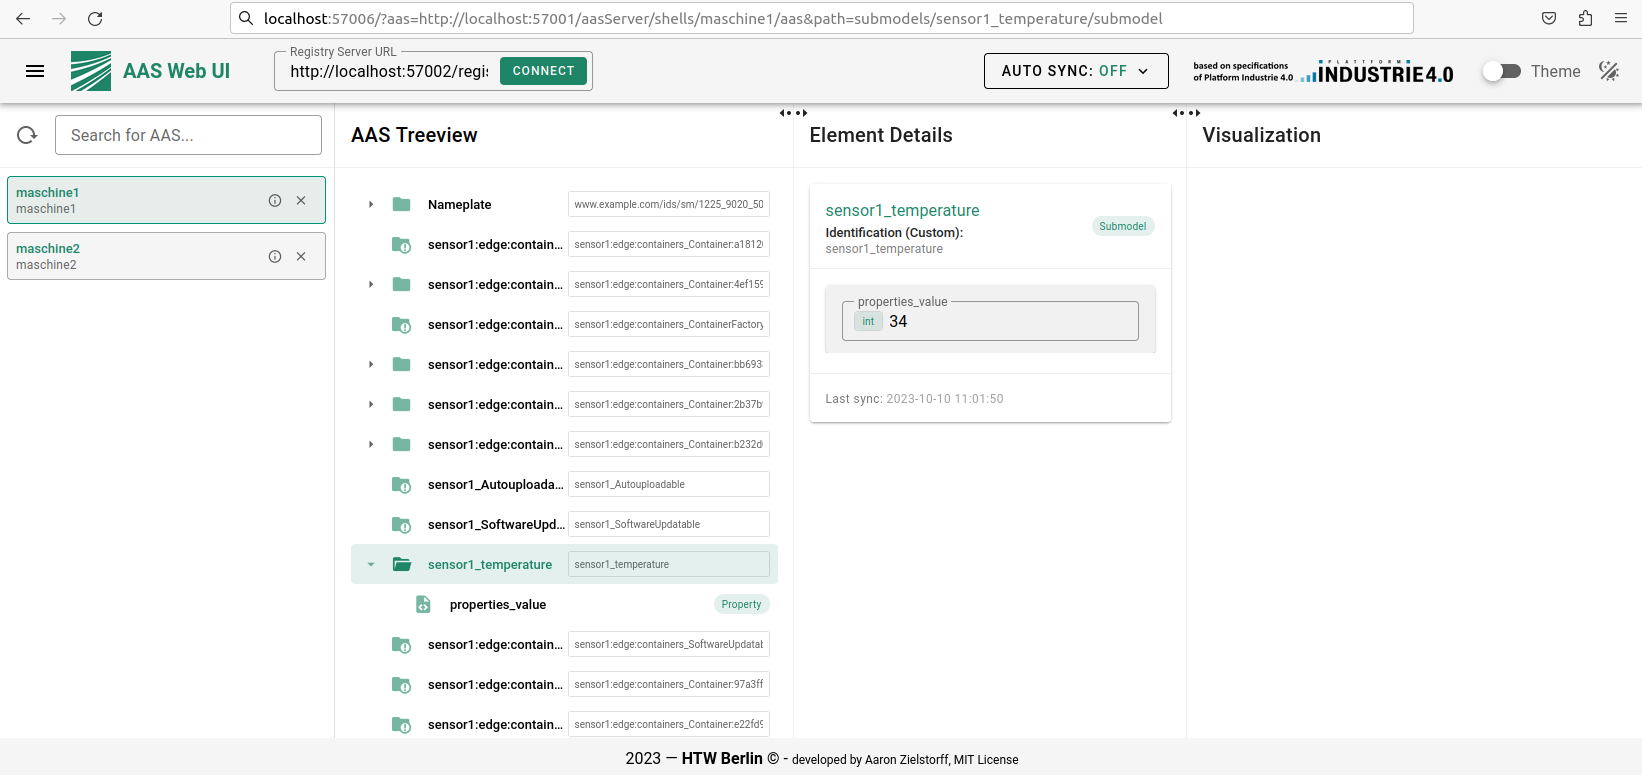 localhost:57006/?aas=http://localhost:57001/aasServer/shells/maschine1/aas&path=submodels/sensor1_temperature/submodel
AAS Web UI
Registry Server URL
http://localhost:57002/regis
CONNECT
AUTO SYNC: OFF
based on specifications
of Platform Industrie 4.0
PLATTFORM
INDUSTRIE4.0
Theme
Search for AAS...
maschine1
maschine1
maschine2
maschine2
AAS Treeview
Nameplate
www.example.com/ids/sm/1225_9020_50
sensor1:edge:contain...
sensor1:edge:containers_Container:a1812
sensor1:edge:contain...
sensor1:edge:containers_Container:4ef159
sensor1:edge:contain...
sensor1:edge:containers_ContainerFactory
sensor1:edge:contain...
sensor1:edge:containers_Container:bb693
sensor1:edge:contain...
sensor1:edge:containers_Container:2b37b
sensor1:edge:contain...
sensor1:edge:containers_Container:b232d
sensor1_Autouploada...
sensor1_Autouploadable
sensor1_SoftwareUpd...
sensor1_SoftwareUpdatable
sensor1_temperature
sensor1_temperature
properties_value
Property
sensor1:edge:contain...
sensor1:edge:containers_SoftwareUpdatab
sensor1:edge:contain...
sensor1:edge:containers_Container:97a3ff
sensor1:edge:contain...
sensor1:edge:containers_Container:e22fd9
Element Details
sensor1_temperature
Identification (Custom):
sensor1_temperature
Submodel
properties_value
int 34
Last sync: 2023-10-10 11:01:50
Visualization
2023 — HTW Berlin © - developed by Aaron Zielstorff, MIT License